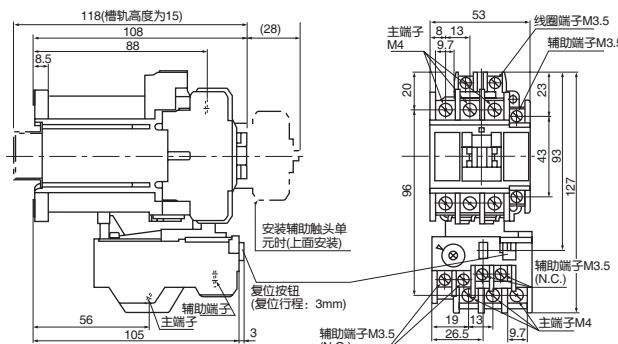 118(槽轨高度为15)
108
(28)
88
8.5
安装辅助触头单
元时(上面安装)
复位按钮
(复位行程：3mm)
辅助端子
主端子
56
105
3
53
主端子
M4
8
13
9.7
线圈端子M3.5
辅助端子M3.5
20
23
43
93
96
127
辅助端子M3.5
(N.C.)
主端子M4
19
13
9.7
26.5
辅助端子M3.5